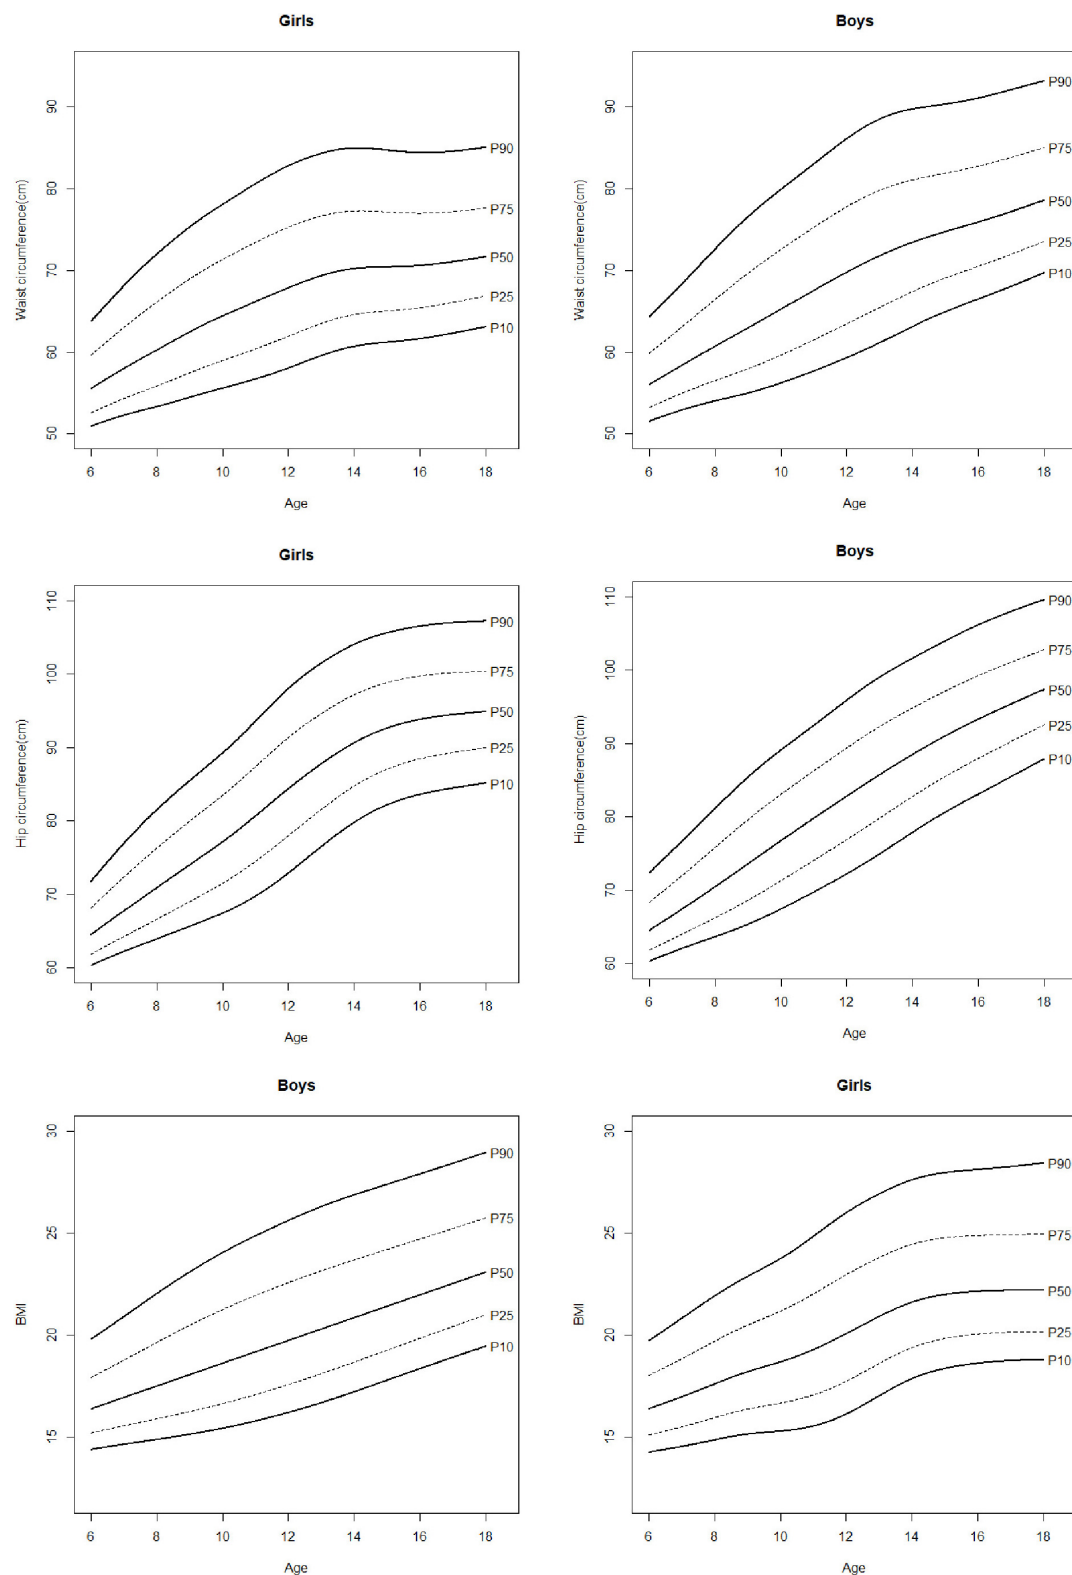 Girls
Waist circumference(cm)
90
80
70
60
50
P90
P75
P50
P25
P10
6 8 10 12 14 16 18
Age
Boys
Waist circumference(cm)
90
80
70
60
50
P90
P75
P50
P25
P10
6 8 10 12 14 16 18
Age
Girls
Hip circumference(cm)
110
100
90
80
70
60
P90
P75
P50
P25
P10
6 8 10 12 14 16 18
Age
Boys
Hip circumference(cm)
110
100
90
80
70
60
P90
P75
P50
P25
P10
6 8 10 12 14 16 18
Age
Boys
BMI
30
25
20
15
P90
P75
P50
P25
P10
6 8 10 12 14 16 18
Age
Girls
BMI
30
25
20
15
P90
P75
P50
P25
P10
6 8 10 12 14 16 18
Age